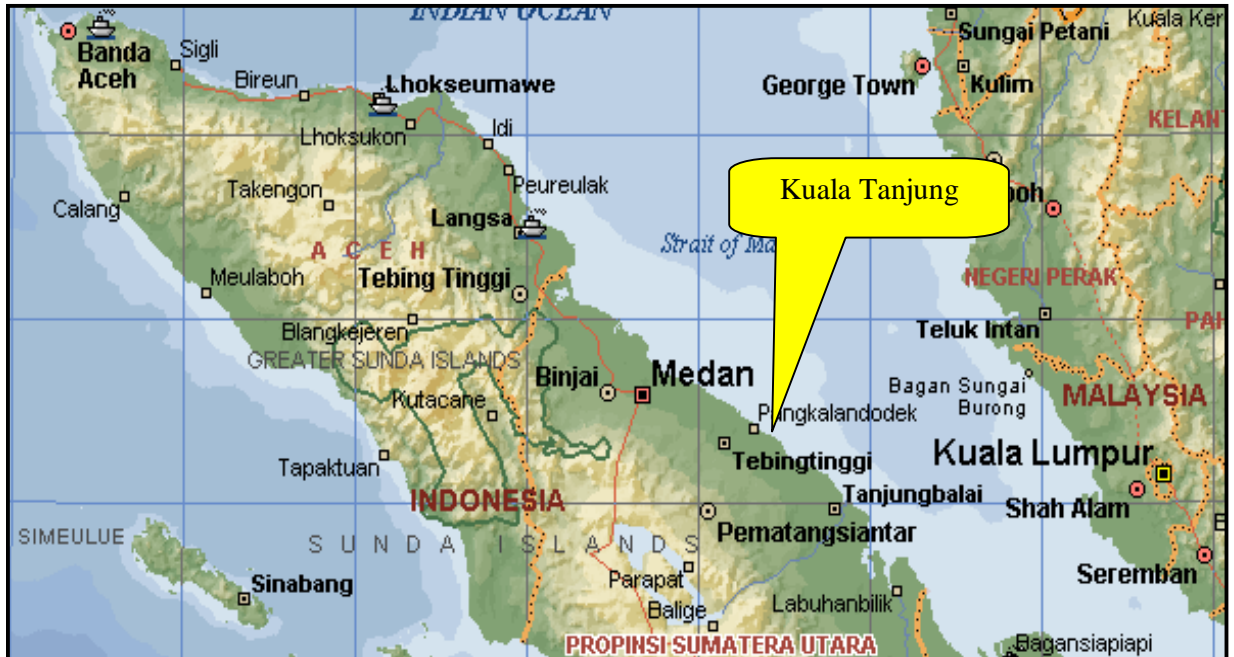 INDIAN OCEAN
Kuala Ker
Banda
Aceh
Sigli
Sungai Petani
Bireun
Lhokseumawe
George Town
Kulim
Lhoksukon
Idi
KELAN
Takengon
Peureulak
Kuala Tanjung
poh
Calang
Langsa
A C E H
Strait of Ma
Meulaboh
Tebing Tinggi
NEGERI PERAK
Blangkejeren
Teluk Intan
PAH
GREATER SUNDA ISLANDS
Binjai
Medan
Bagan Sungai
Burong
MALAYSIA
Kutacane
Pangkalandodek
Tapaktuan
Tebingtinggi
Kuala Lumpur
INDONESIA
Tanjungbalai
Shah Alam
SIMEULUE
S U N D A I S L A N D S
Pematangsiantar
Sinabang
Parapat
Seremban
Balige
Labuhanbilik
PROPINSI SUMATERA UTARA
Bagansiapiapi